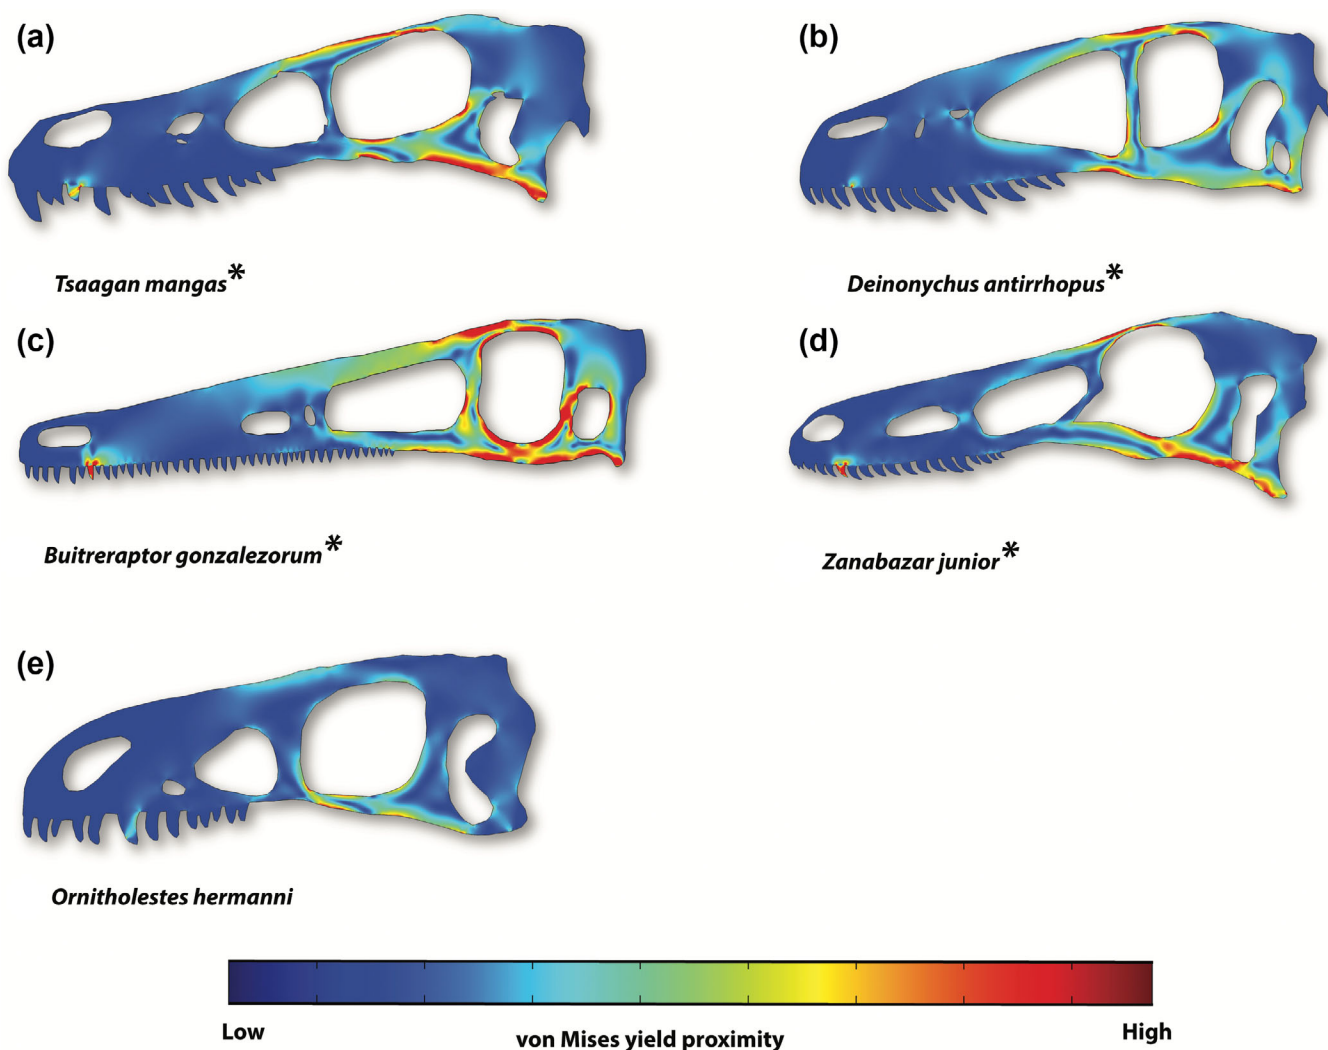 (a)
(b)
Tsaagan mangas*
Deinonychus antirrhopus*
(c)
(d)
Buitreraptor gonzalezorum*
Zanabazar junior*
(e)
Ornitholestes hermanni
Low
von Mises yield proximity
High